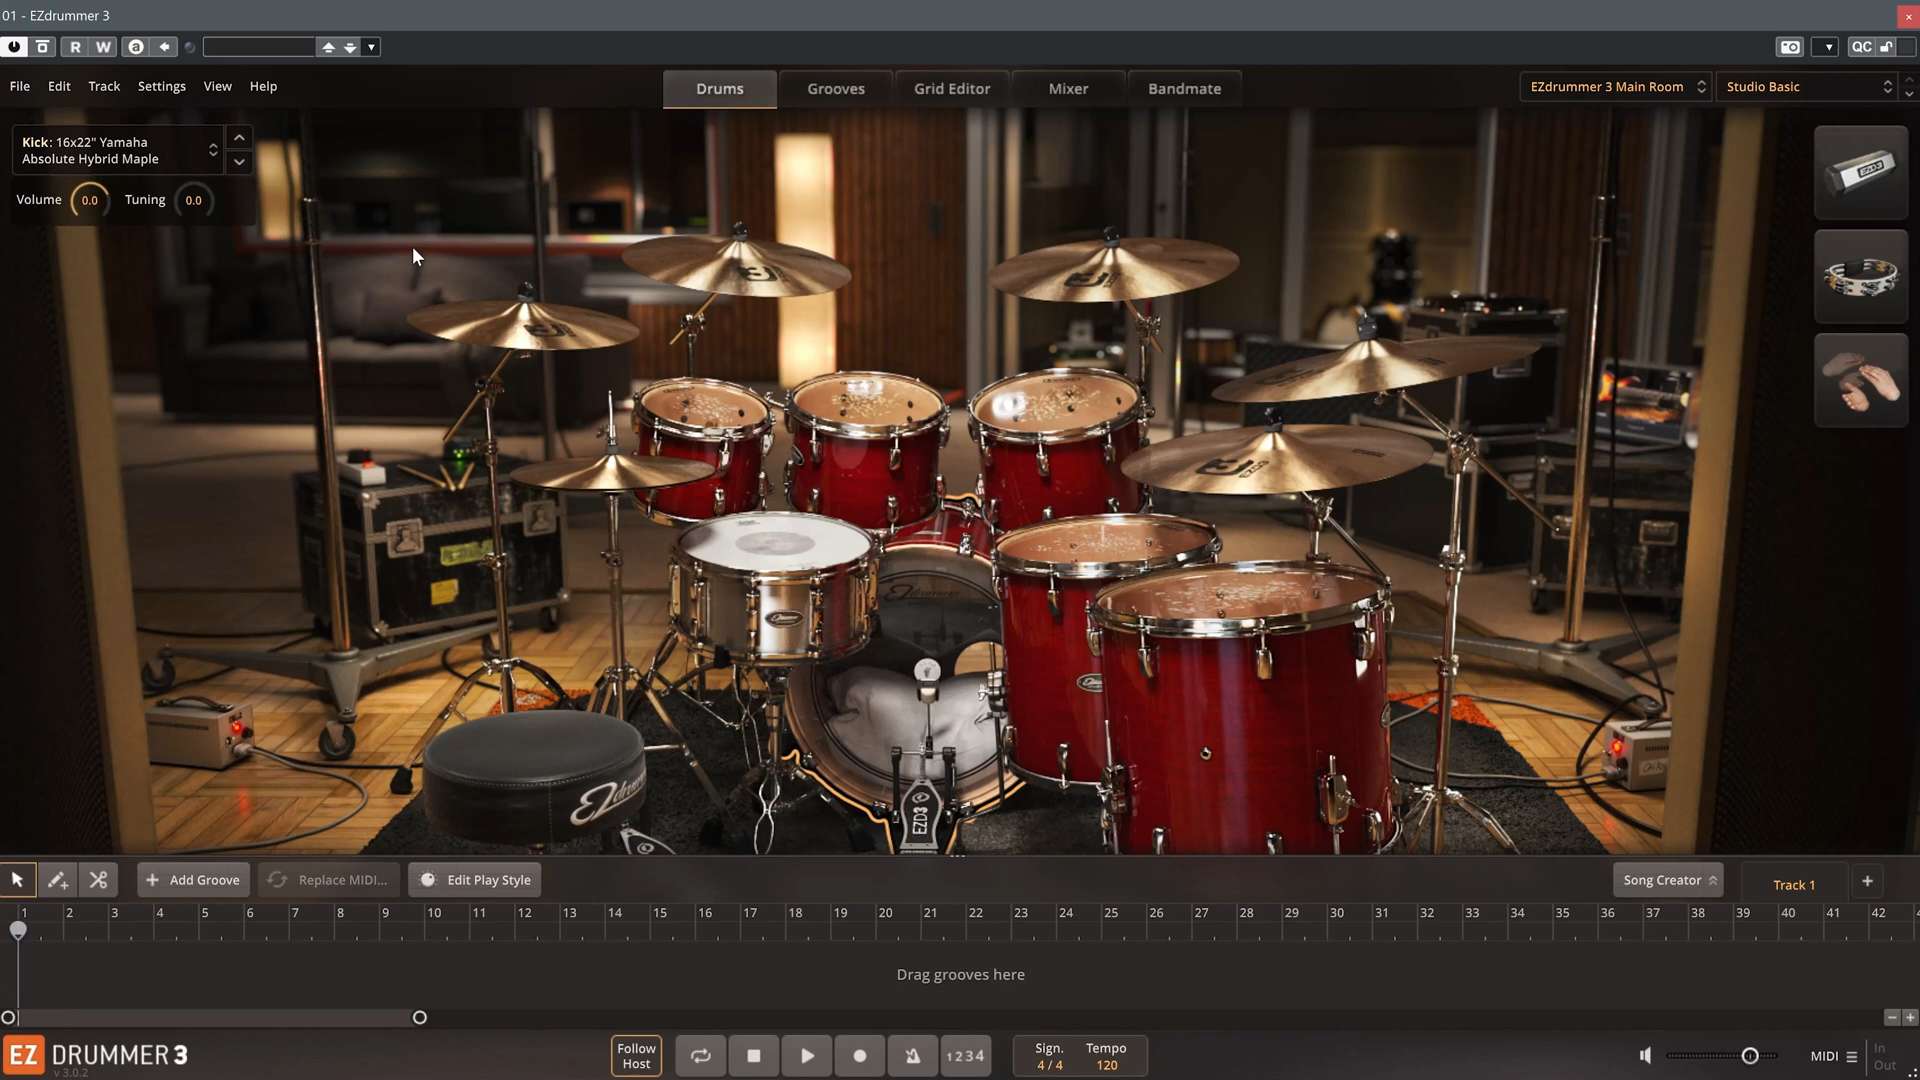 01 - EZdrummer 3
R W a
QC
File Edit Track Settings View Help
Drums Grooves Grid Editor Mixer Bandmate
EZdrummer 3 Main Room Studio Basic
Kick: 16x22" Yamaha
Absolute Hybrid Maple
Volume 0.0 Tuning 0.0
EZD3
EZD3
EZD3
Add Groove Replace MIDI... Edit Play Style
Song Creator Track 1 +
1 2 3 4 5 6 7 8 9 10 11 12 13 14 15 16 17 18 19 20 21 22 23 24 25 26 27 28 29 30 31 32 33 34 35 36 37 38 39 40 41 42
Drag grooves here
EZ DRUMMER 3
v 3.0.2
Follow
Host
1234
Sign. Tempo
4 / 4 120
MIDI
In
Out